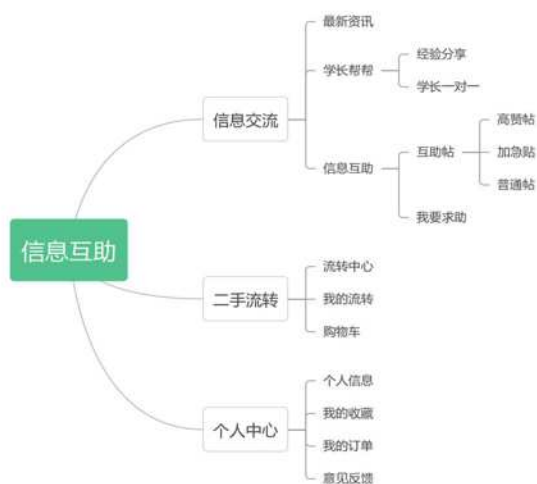 信息互助
信息交流
最新资讯
学长帮帮
经验分享
学长一对一
信息互助
互助帖
高赞帖
加急贴
普通帖
我要求助
二手流转
流转中心
我的流转
购物车
个人中心
个人信息
我的收藏
我的订单
意见反馈